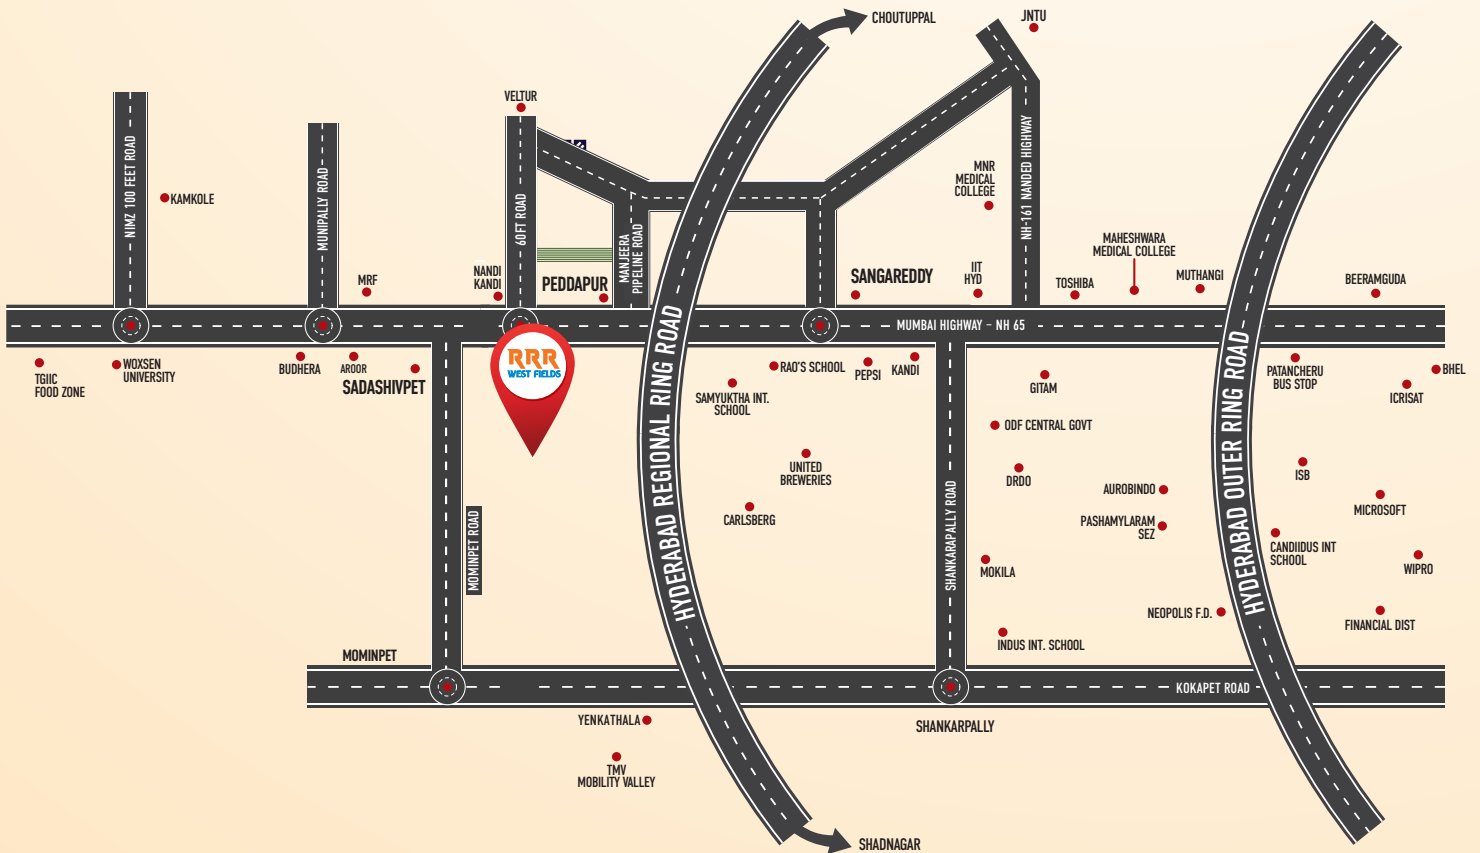 CHOUTUPPAL
JNTU
VELTUR
NIMZ 100 FEET ROAD
KAMKOLE
MUNIPALLY ROAD
60FT ROAD
MANJEERA
PIPELINE ROAD
MNR
MEDICAL
COLLEGE
NH-161 NANDED HIGHWAY
MAHESHWARA
MEDICAL COLLEGE
MRF
NANDI
KANDI
PEDDAPUR
SANGAREDDY
IIT
HYD
TOSHIBA
MUTHANGI
BEERAMGUDA
MUMBAI HIGHWAY - NH 65
TGIIC
FOOD ZONE
WOXSEN
UNIVERSITY
BUDHERA
AROOR
SADASHIVPET
RRR
WEST FIELDS
HYDERABAD REGIONAL RING ROAD
RAO'S SCHOOL
SAMYUKTHA INT.
SCHOOL
PEPSI
KANDI
GITAM
HYDERABAD OUTER RING ROAD
PATANCHERU
BUS STOP
BHEL
ICRISAT
ODF CENTRAL GOVT
UNITED
BREWERIES
DRDO
ISB
CARLSBERG
AUROBINDO
MICROSOFT
PASHAMYLARAM
SEZ
MOMINPET ROAD
SHANKARAPALLY ROAD
CANDIIDUS INT
SCHOOL
MOKILA
WIPRO
NEOPOLIS F.D.
FINANCIAL DIST
INDUS INT. SCHOOL
MOMINPET
KOKAPET ROAD
YENKATHALA
SHANKARPALLY
TMV
MOBILITY VALLEY
SHADNAGAR